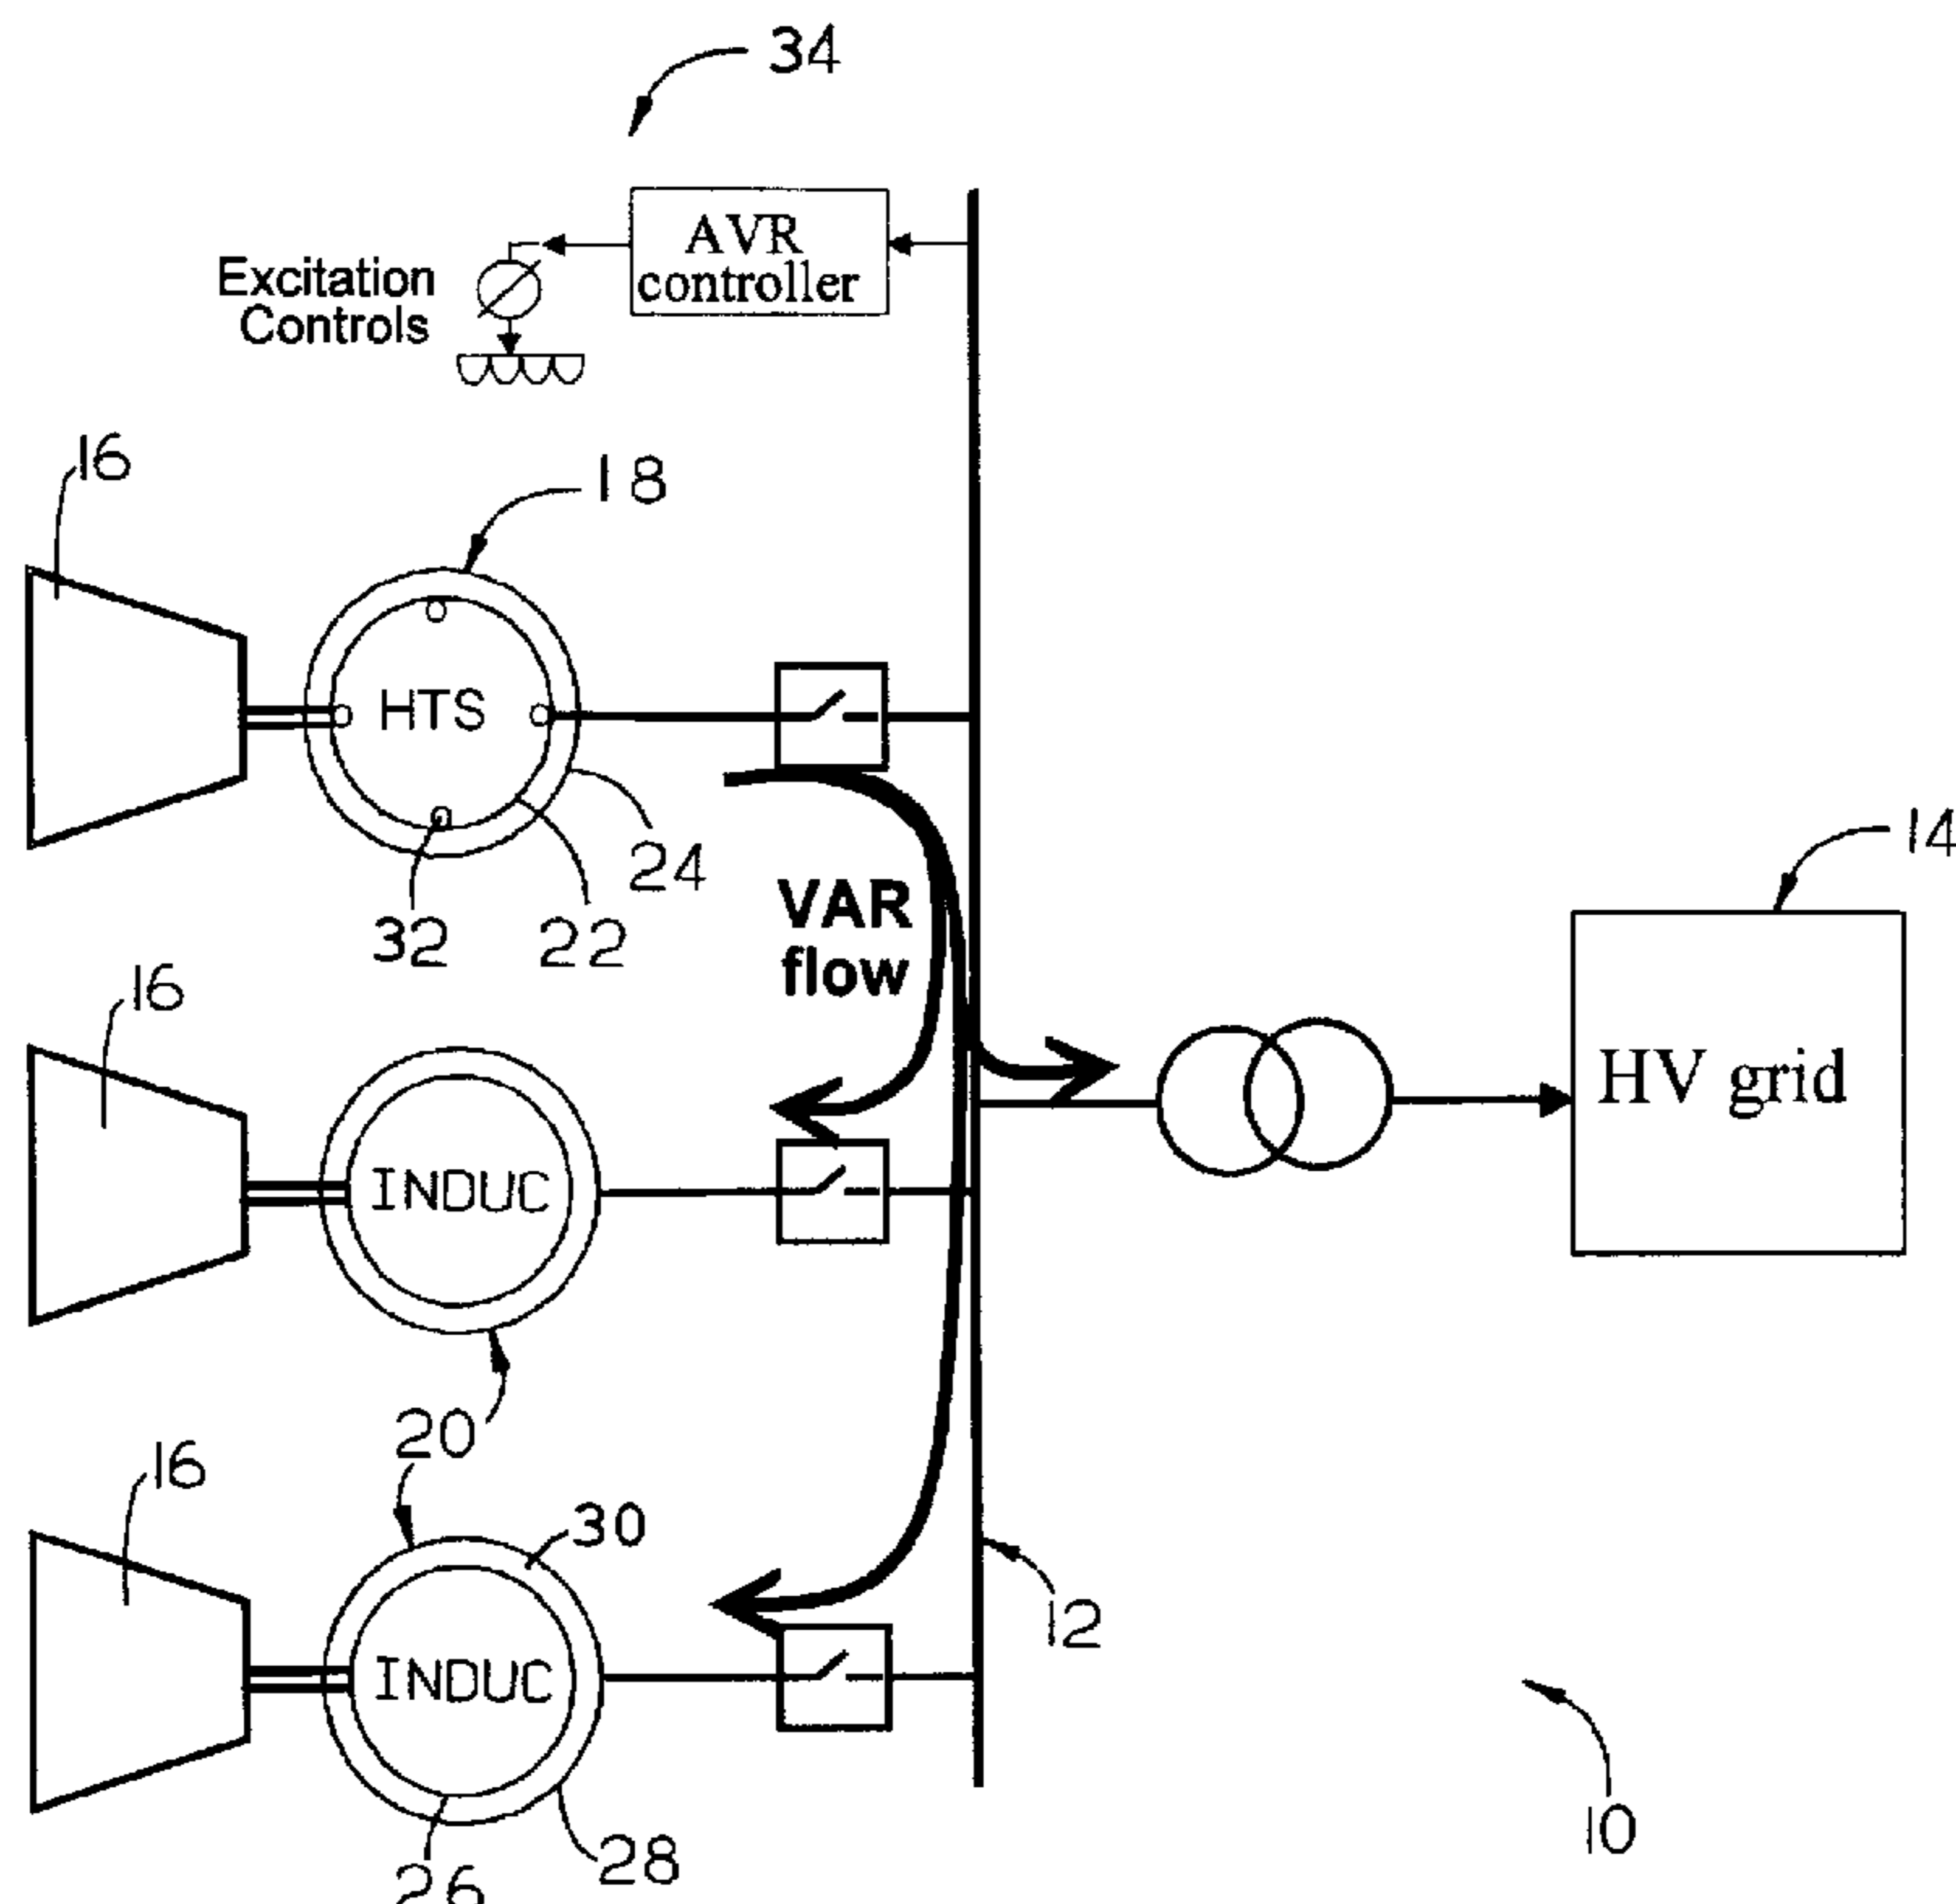 34
AVR
controller
Excitation
Controls
16
18
HTS
24
32
22
VAR
flow
14
HV grid
16
INDUC
20
16
30
INDUC
12
28
26
10